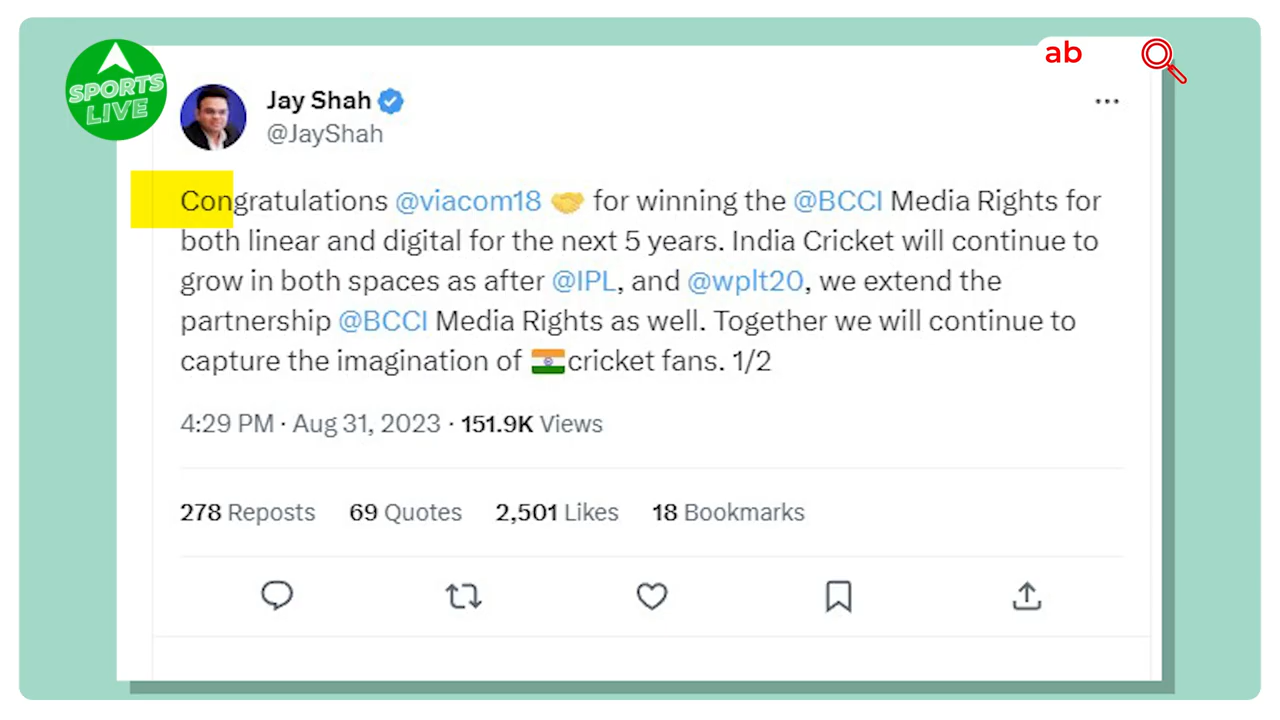 SPORTS
LIVE
ab
Jay Shah
@JayShah
Congratulations @viacom18 🤝 for winning the @BCCI Media Rights for
both linear and digital for the next 5 years. India Cricket will continue to
grow in both spaces as after @IPL, and @wplt20, we extend the
partnership @BCCI Media Rights as well. Together we will continue to
capture the imagination of 🇮🇳cricket fans. 1/2
4:29 PM · Aug 31, 2023 · 151.9K Views
278 Reposts 69 Quotes 2,501 Likes 18 Bookmarks